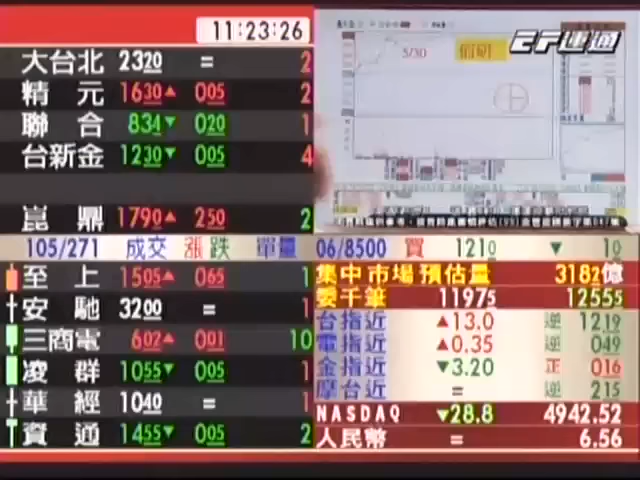 11:23:26
大台北 2320 = 2
精元 1630▲ 005 2
聯合 834▼ 020 1
台新金 1230▼ 005 4
崑鼎 1790▲ 250 2
105/271 成交 漲跌 單量
至上 1505▲ 065 1
安馳 3200 = 1
三商電 602▲ 001 10
凌群 1055▼ 005 1
華經 1040 = 1
資通 1455▼ 005 2
EF重通
5/30
06/8500 買 1210 ▼ 10
集中市場預估量 3182億
委千筆 11975 12555
台指近 ▲13.0 逆 1219
電指近 ▲0.35 逆 049
金指近 ▼3.20 正 016
摩台近 = 逆 215
NASDAQ ▼28.8 4942.52
人民幣 = 6.56